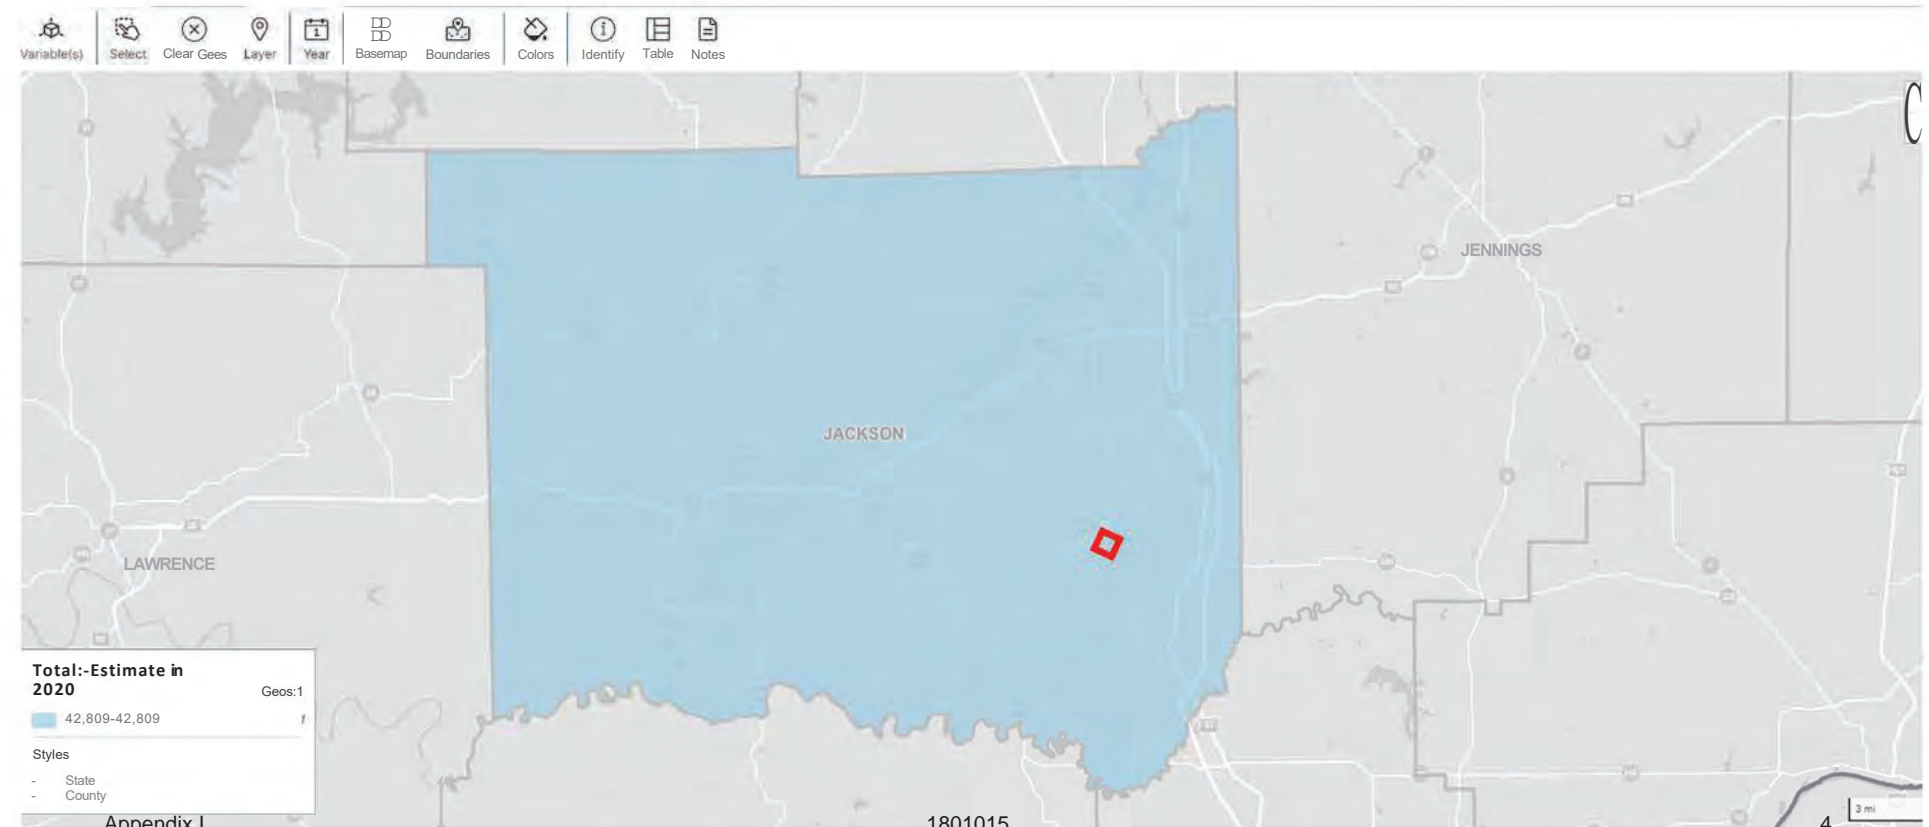 Variable(s) Select Clear Gees Layer Year Basemap Boundaries Colors Identify Table Notes
JENNINGS
JACKSON
LAWRENCE
Total:-Estimate in
2020
Geos:1
42,809-42,809
Styles
- State
- County
3 mi
Appendix I 1801015 4